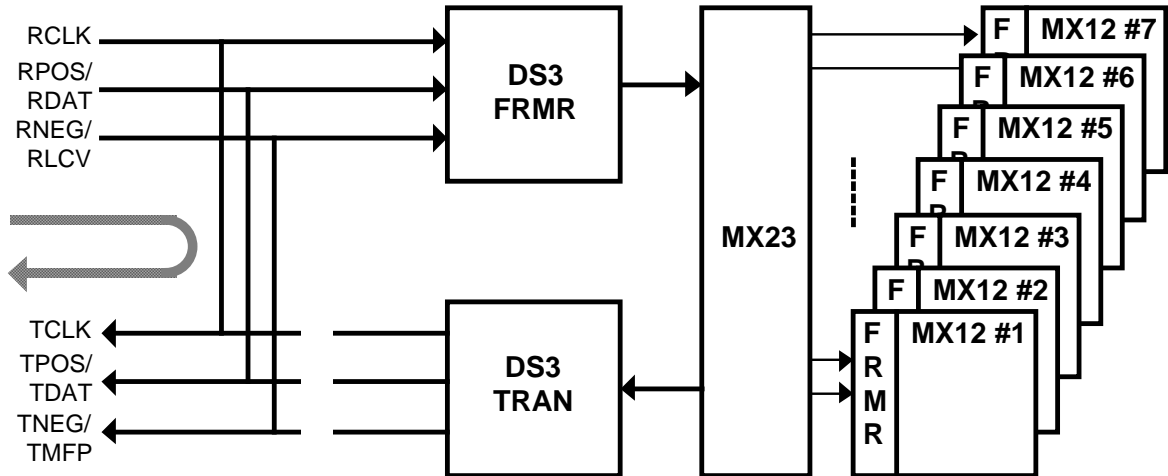 RCLK
RPOS/
RDAT
RNEG/
RLCV
TCLK
TPOS/
TDAT
TNEG/
TMFP
DS3
FRMR
DS3
TRAN
MX23
F
MX12 #7
F
MX12 #6
F
MX12 #5
F
MX12 #4
F
MX12 #3
F
MX12 #2
F
R
M
R
MX12 #1